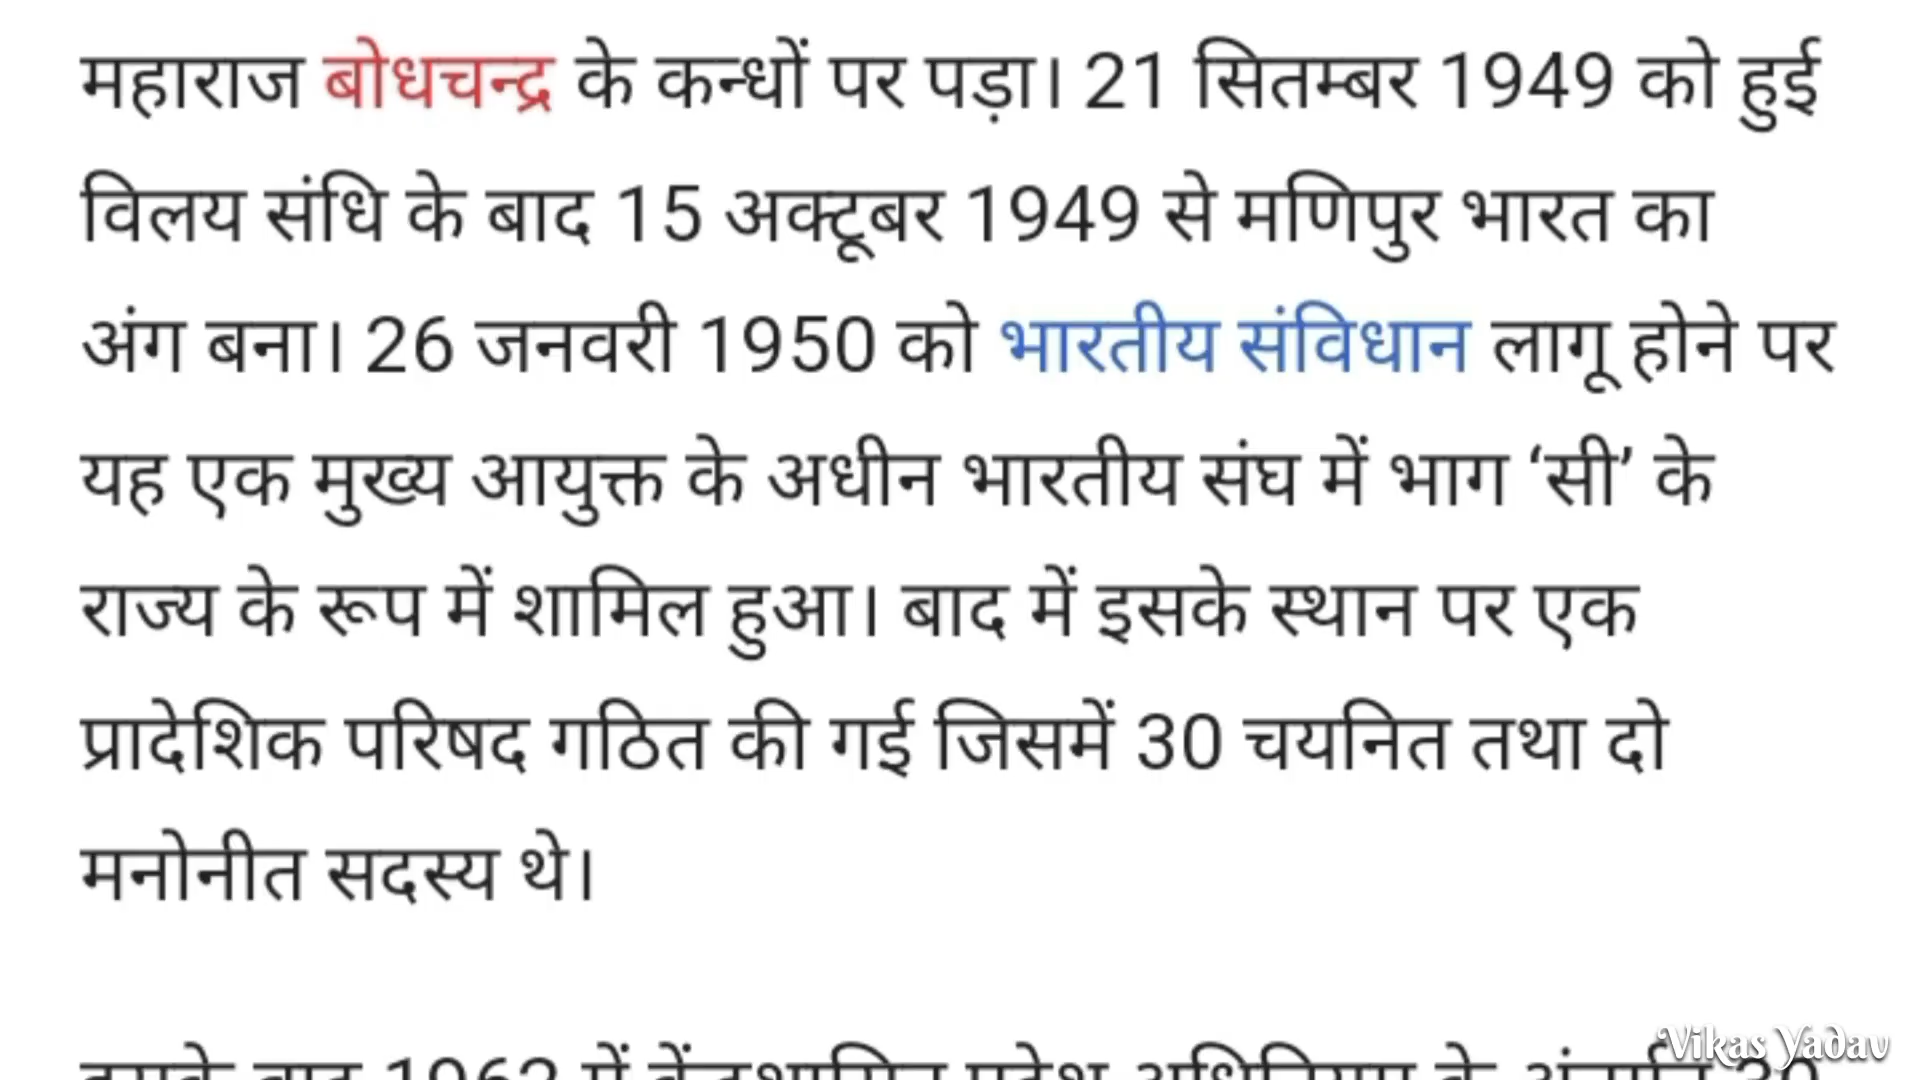 महाराज बोधचन्द्र के कन्धों पर पड़ा। 21 सितम्बर 1949 को हुई
विलय संधि के बाद 15 अक्टूबर 1949 से मणिपुर भारत का
अंग बना। 26 जनवरी 1950 को भारतीय संविधान लागू होने पर
यह एक मुख्य आयुक्त के अधीन भारतीय संघ में भाग ‘सी’ के
राज्य के रूप में शामिल हुआ। बाद में इसके स्थान पर एक
प्रादेशिक परिषद गठित की गई जिसमें 30 चयनित तथा दो
मनोनीत सदस्य थे।
Vikas Yadav